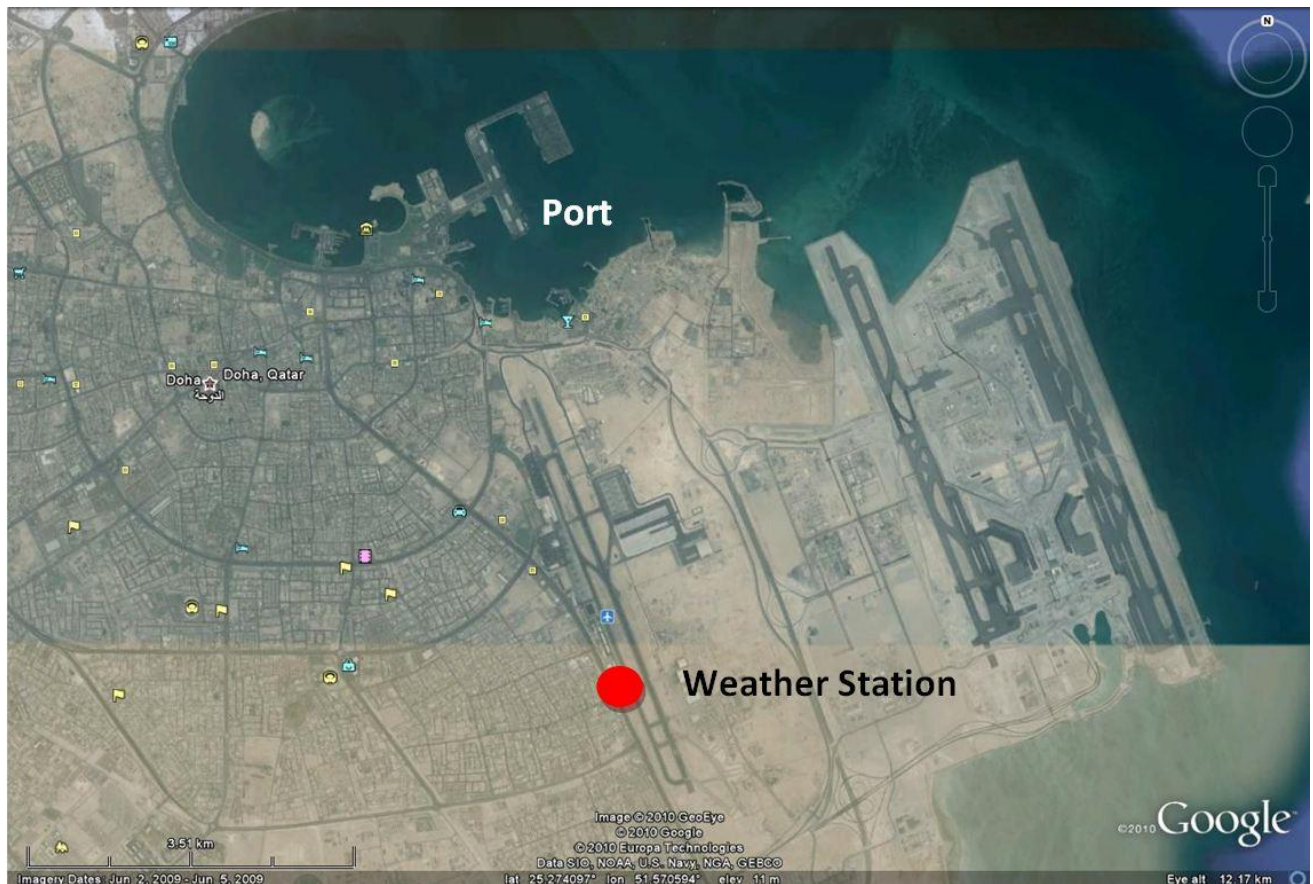 N
Port
Doha
Doha, Qatar
الدوحة
Weather Station
Image © 2010 GeoEye
© 2010 Google
© 2010 Europa Technologies
Data SIO, NOAA, U.S. Navy, NGA, GEBCO
©2010 Google
3.51 km
Imagery Dates: Jun 2, 2009 - Jun 5, 2009
lat 25.274097° lon 51.570594° elev 11 m
Eye alt 12.17 km